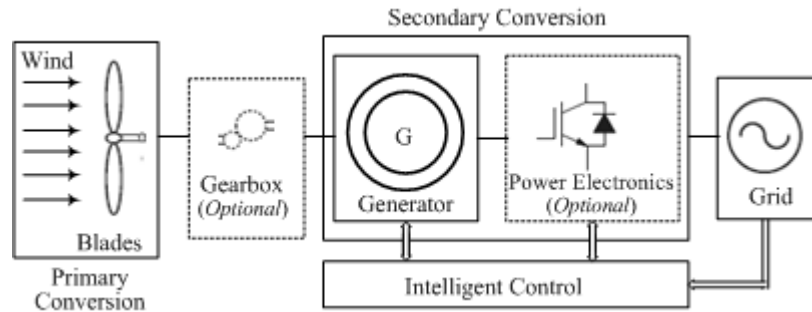 Secondary Conversion
Wind
Blades
Primary
Conversion
Gearbox
(Optional)
G
Generator
Power Electronics
(Optional)
Grid
Intelligent Control